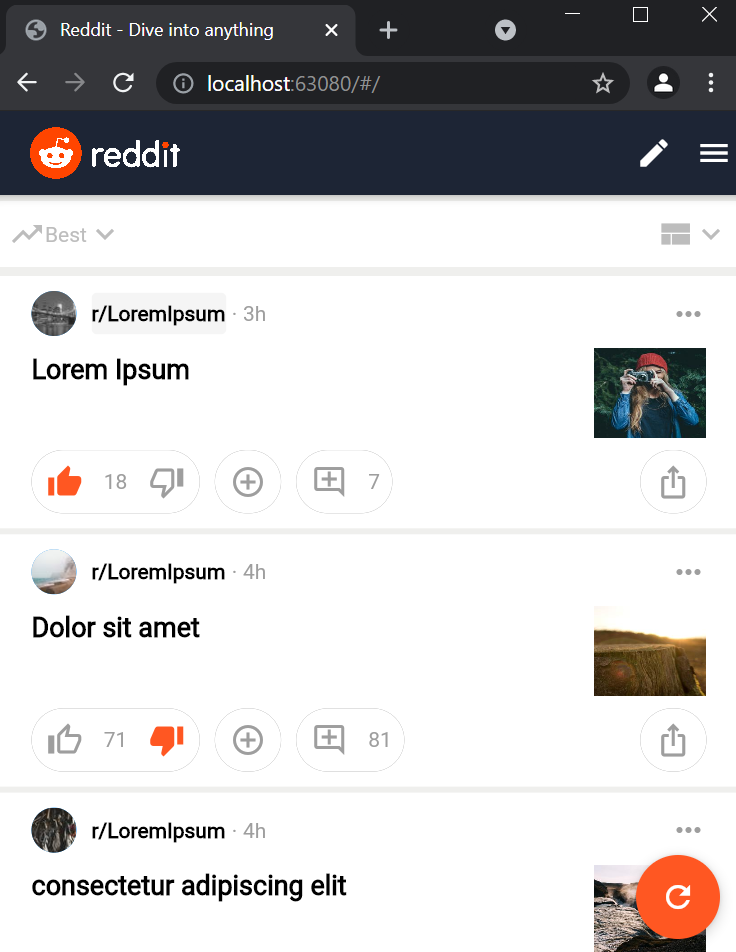 Reddit - Dive into anything
localhost:63080/#/
reddit
Best
r/LoremIpsum · 3h
Lorem Ipsum
18
7
r/LoremIpsum · 4h
Dolor sit amet
71
81
r/LoremIpsum · 4h
consectetur adipiscing elit